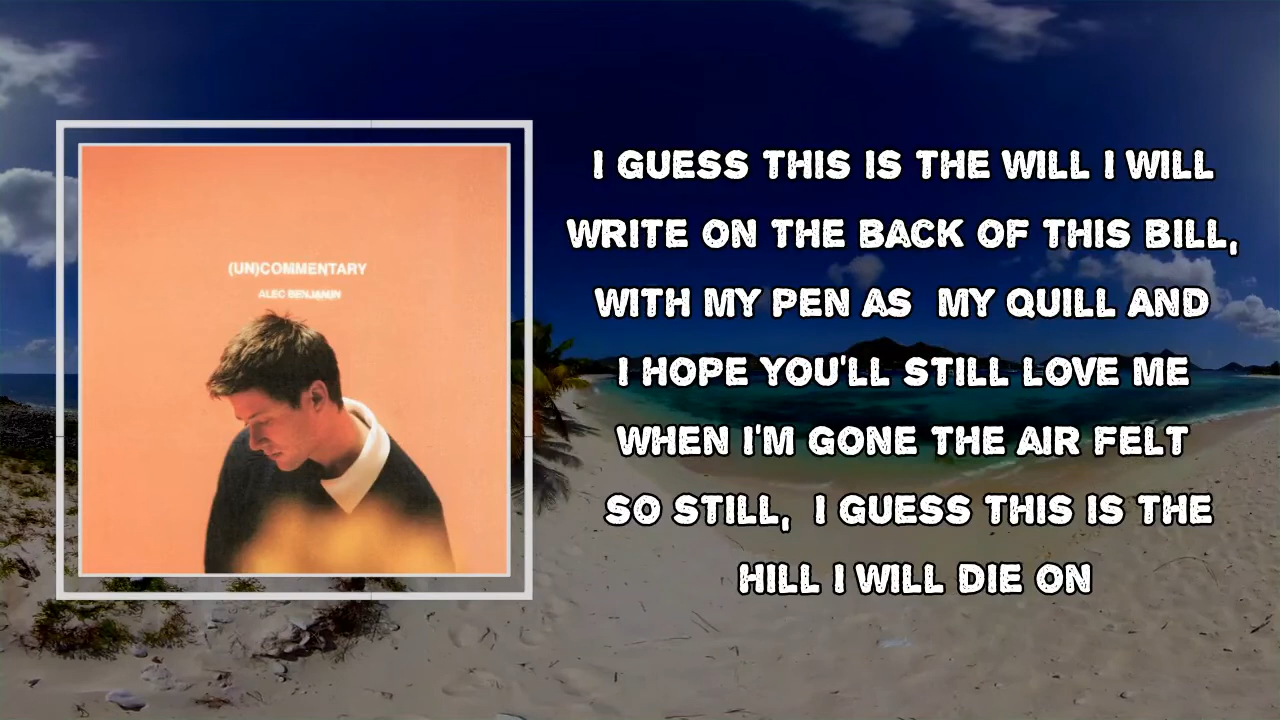 (UN)COMMENTARY
ALEC BENJAMIN
I GUESS THIS IS THE WILL I WILL
WRITE ON THE BACK OF THIS BILL,
WITH MY PEN AS MY QUILL AND
I HOPE YOU'LL STILL LOVE ME
WHEN I'M GONE THE AIR FELT
SO STILL, I GUESS THIS IS THE
HILL I WILL DIE ON